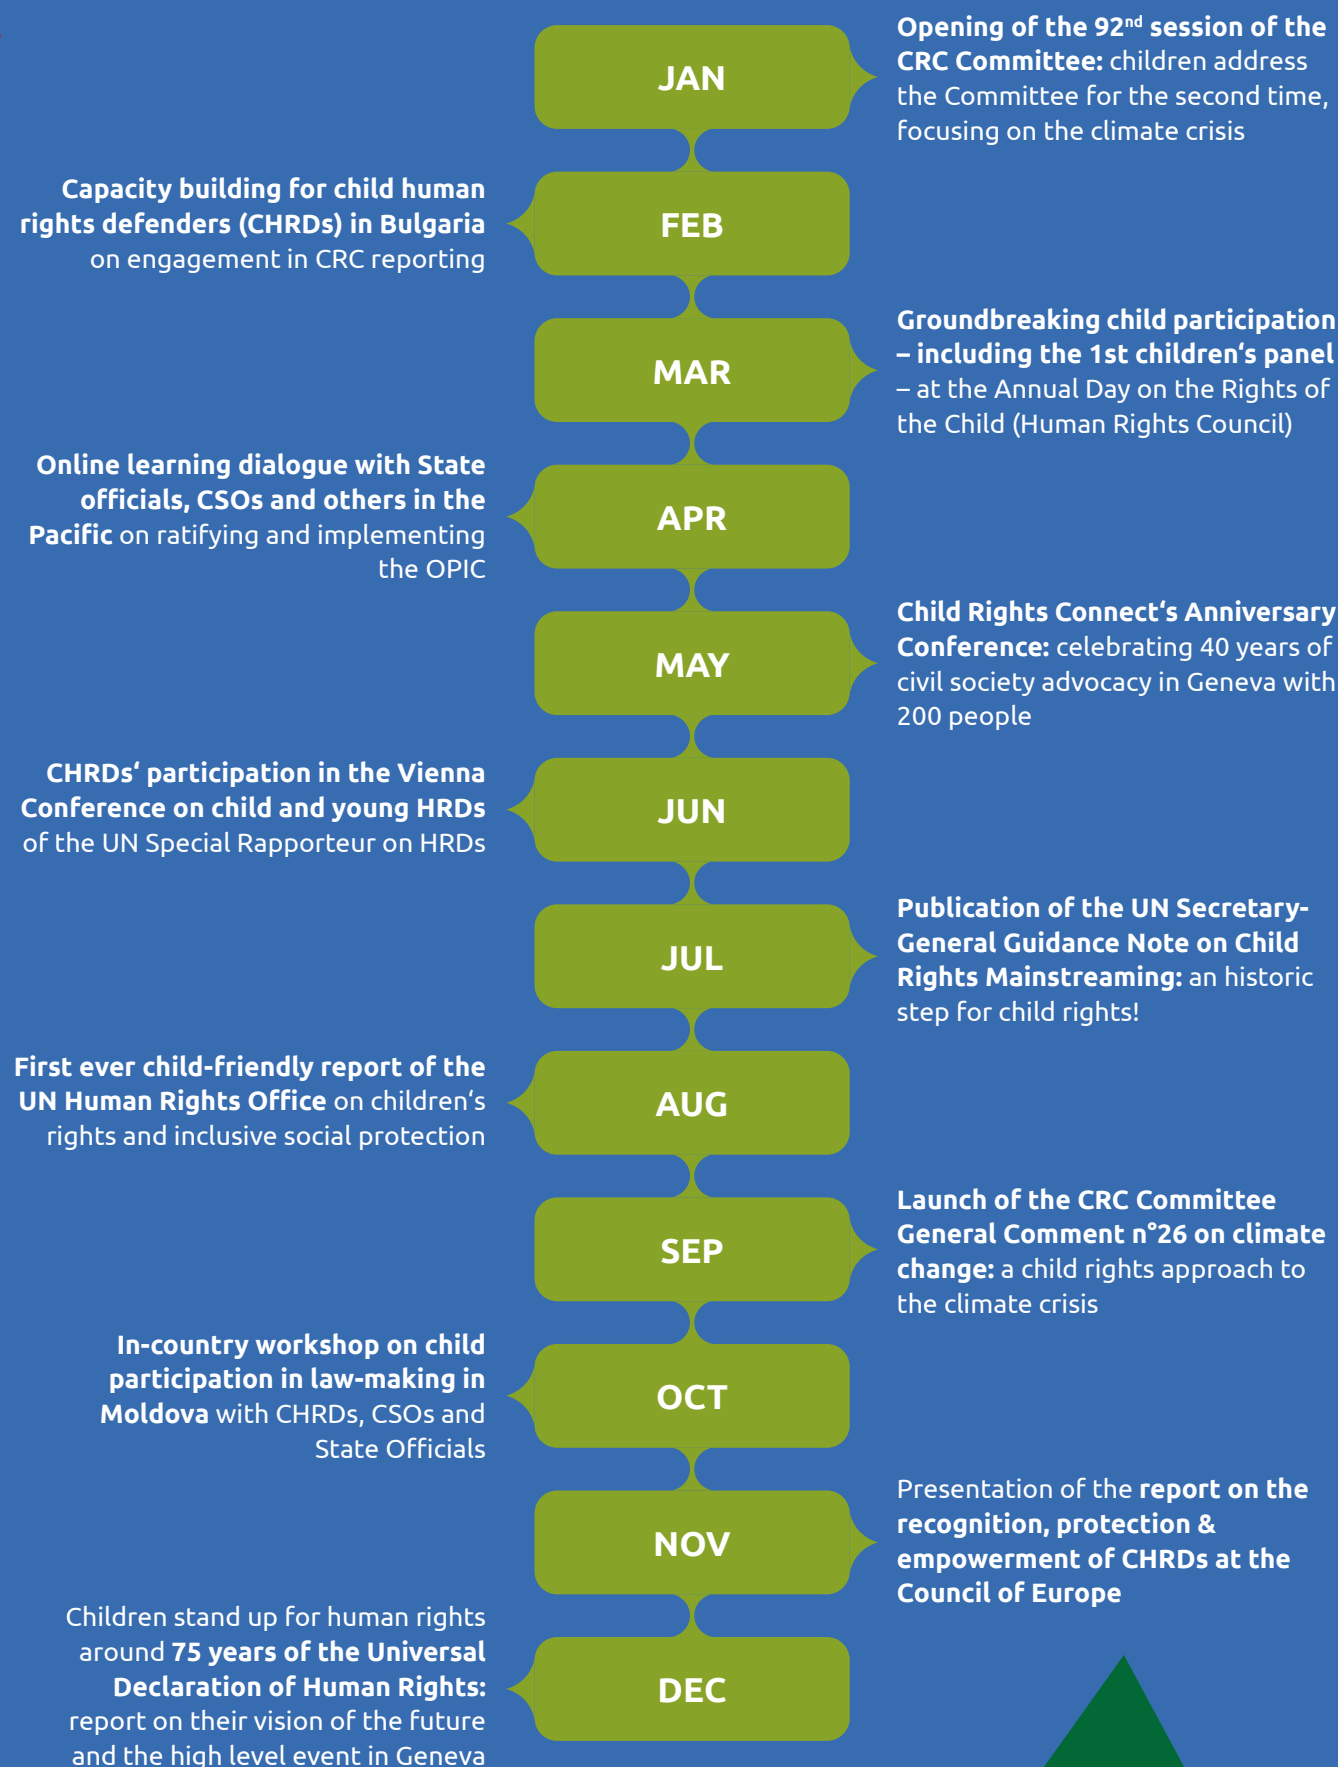 JAN
Opening of the 92nd session of the
CRC Committee: children address
the Committee for the second time,
focusing on the climate crisis
Capacity building for child human
rights defenders (CHRDs) in Bulgaria
on engagement in CRC reporting
FEB
MAR
Groundbreaking child participation
– including the 1st children‘s panel
– at the Annual Day on the Rights of
the Child (Human Rights Council)
Online learning dialogue with State
officials, CSOs and others in the
Pacific on ratifying and implementing
the OPIC
APR
MAY
Child Rights Connect‘s Anniversary
Conference: celebrating 40 years of
civil society advocacy in Geneva with
200 people
CHRDs‘ participation in the Vienna
Conference on child and young HRDs
of the UN Special Rapporteur on HRDs
JUN
JUL
Publication of the UN Secretary-
General Guidance Note on Child
Rights Mainstreaming: an historic
step for child rights!
First ever child-friendly report of the
UN Human Rights Office on children‘s
rights and inclusive social protection
AUG
SEP
Launch of the CRC Committee
General Comment n°26 on climate
change: a child rights approach to
the climate crisis
In-country workshop on child
participation in law-making in
Moldova with CHRDs, CSOs and
State Officials
OCT
NOV
Presentation of the report on the
recognition, protection &
empowerment of CHRDs at the
Council of Europe
Children stand up for human rights
around 75 years of the Universal
Declaration of Human Rights:
report on their vision of the future
and the high level event in Geneva
DEC